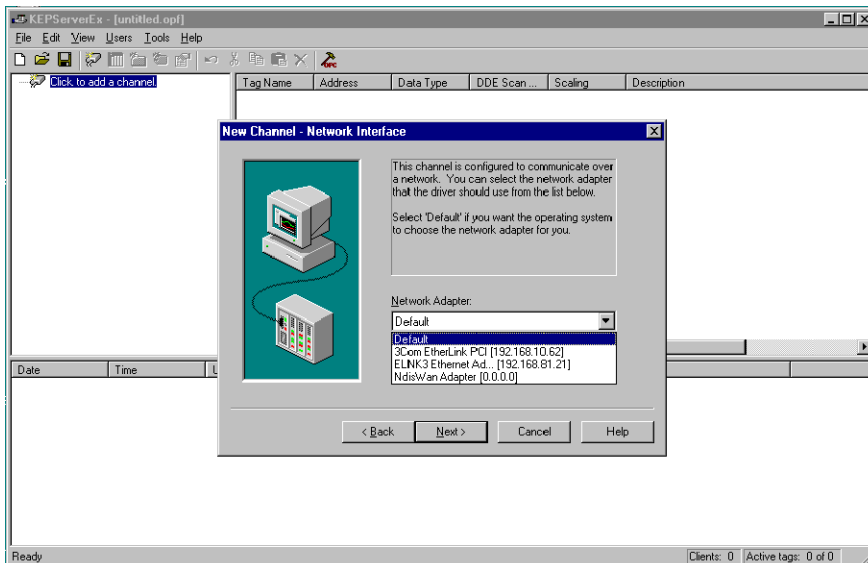 KEPServerEx - [untitled.opf]
File Edit View Users Tools Help
OPC
Click to add a channel.
Tag Name Address Data Type DDE Scan ... Scaling Description
New Channel - Network Interface
This channel is configured to communicate over
a network. You can select the network adapter
that the driver should use from the list below.
Select 'Default' if you want the operating system
to choose the network adapter for you.
Network Adapter:
Default
Default
3Com EtherLink PCI [192.168.10.62]
ELINK3 Ethernet Ad... [192.168.81.21]
NdisWan Adapter [0.0.0.0]
Date Time U
< Back Next > Cancel Help
Ready Clients: 0 Active tags: 0 of 0